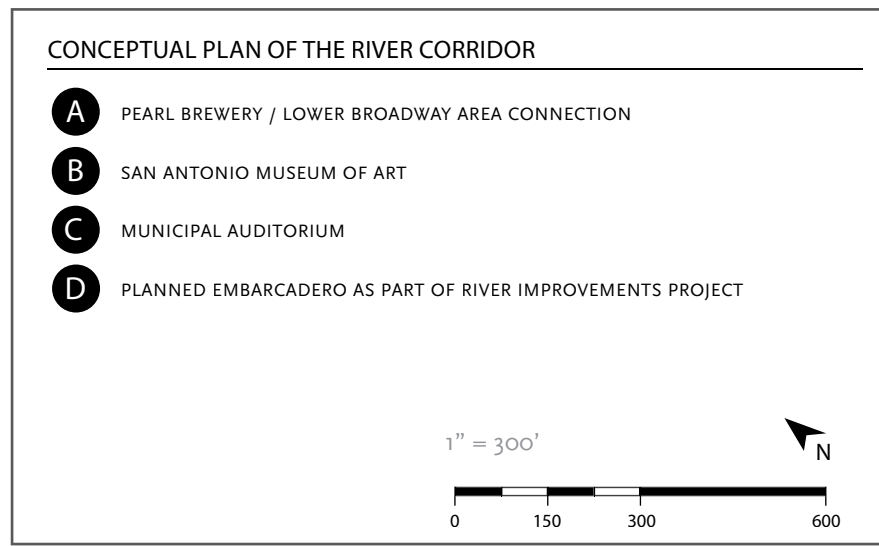 CONCEPTUAL PLAN OF THE RIVER CORRIDOR
A PEARL BREWERY / LOWER BROADWAY AREA CONNECTION
B SAN ANTONIO MUSEUM OF ART
C MUNICIPAL AUDITORIUM
D PLANNED EMBARCADERO AS PART OF RIVER IMPROVEMENTS PROJECT
1” = 300’
N
0 150 300 600